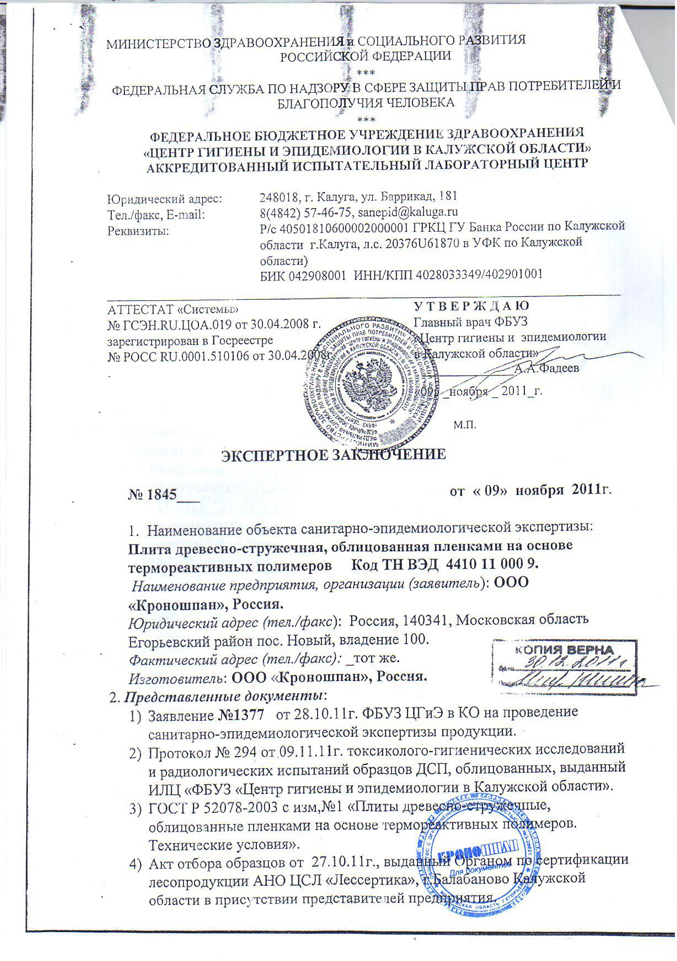 МИНИСТЕРСТВО ЗДРАВООХРАНЕНИЯ и СОЦИАЛЬНОГО РАЗВИТИЯ
РОССИЙСКОЙ ФЕДЕРАЦИИ
***
ФЕДЕРАЛЬНАЯ СЛУЖБА ПО НАДЗОРУ В СФЕРЕ ЗАЩИТЫ ПРАВ ПОТРЕБИТЕЛЕЙ И
БЛАГОПОЛУЧИЯ ЧЕЛОВЕКА
***
ФЕДЕРАЛЬНОЕ БЮДЖЕТНОЕ УЧРЕЖДЕНИЕ ЗДРАВООХРАНЕНИЯ
«ЦЕНТР ГИГИЕНЫ И ЭПИДЕМИОЛОГИИ В КАЛУЖСКОЙ ОБЛАСТИ»
АККРЕДИТОВАННЫЙ ИСПЫТАТЕЛЬНЫЙ ЛАБОРАТОРНЫЙ ЦЕНТР
Юридический адрес: 248018, г. Калуга, ул. Баррикад, 181
Тел./факс, E-mail: 8(4842) 57-46-75, sanepid@kaluga.ru
Реквизиты: Р/с 40501810600002000001 ГРКЦ ГУ Банка России по Калужской
области г.Калуга, л.с. 20376U61870 в УФК по Калужской
области)
БИК 042908001 ИНН/КПП 4028033349/402901001
АТТЕСТАТ «Системы»
№ ГСЭН.RU.ЦОА.019 от 30.04.2008 г.
зарегистрирован в Госреестре
№ РОСС RU.0001.510106 от 30.04.2008г.
У Т В Е Р Ж Д А Ю
Главный врач ФБУЗ
«Центр гигиены и эпидемиологии
в Калужской области»
А.А.Фадеев
«09» _ноября _ 2011_г.
М.П.
ЭКСПЕРТНОЕ ЗАКЛЮЧЕНИЕ
№ 1845___ от « 09» ноября 2011г.
1. Наименование объекта санитарно-эпидемиологической экспертизы:
Плита древесно-стружечная, облицованная пленками на основе
термореактивных полимеров Код ТН ВЭД 4410 11 000 9.
Наименование предприятия, организации (заявитель): ООО
«Кроношпан», Россия.
Юридический адрес (тел./факс): Россия, 140341, Московская область
Егорьевский район пос. Новый, владение 100.
Фактический адрес (тел./факс): _тот же.
Изготовитель: ООО «Кроношпан», Россия.
КОПИЯ ВЕРНА
30.12.2011г
2. Представленные документы:
1) Заявление №1377 от 28.10.11г. ФБУЗ ЦГиЭ в КО на проведение
санитарно-эпидемиологической экспертизы продукции.
2) Протокол № 294 от.09.11.11г. токсиколого-гигиенических исследований
и радиологических испытаний образцов ДСП, облицованных, выданный
ИЛЦ «ФБУЗ «Центр гигиены и эпидемиологии в Калужской области».
3) ГОСТ Р 52078-2003 с изм,№1 «Плиты древесно-стружечные,
облицованные пленками на основе термореактивных полимеров.
Технические условия».
4) Акт отбора образцов от 27.10.11г., выданный Органом по сертификации
лесопродукции АНО ЦСЛ «Лессертика», г.Балабаново Калужской
области в присутствии представителей предприятия.
КРОНОШПАН
Для документов